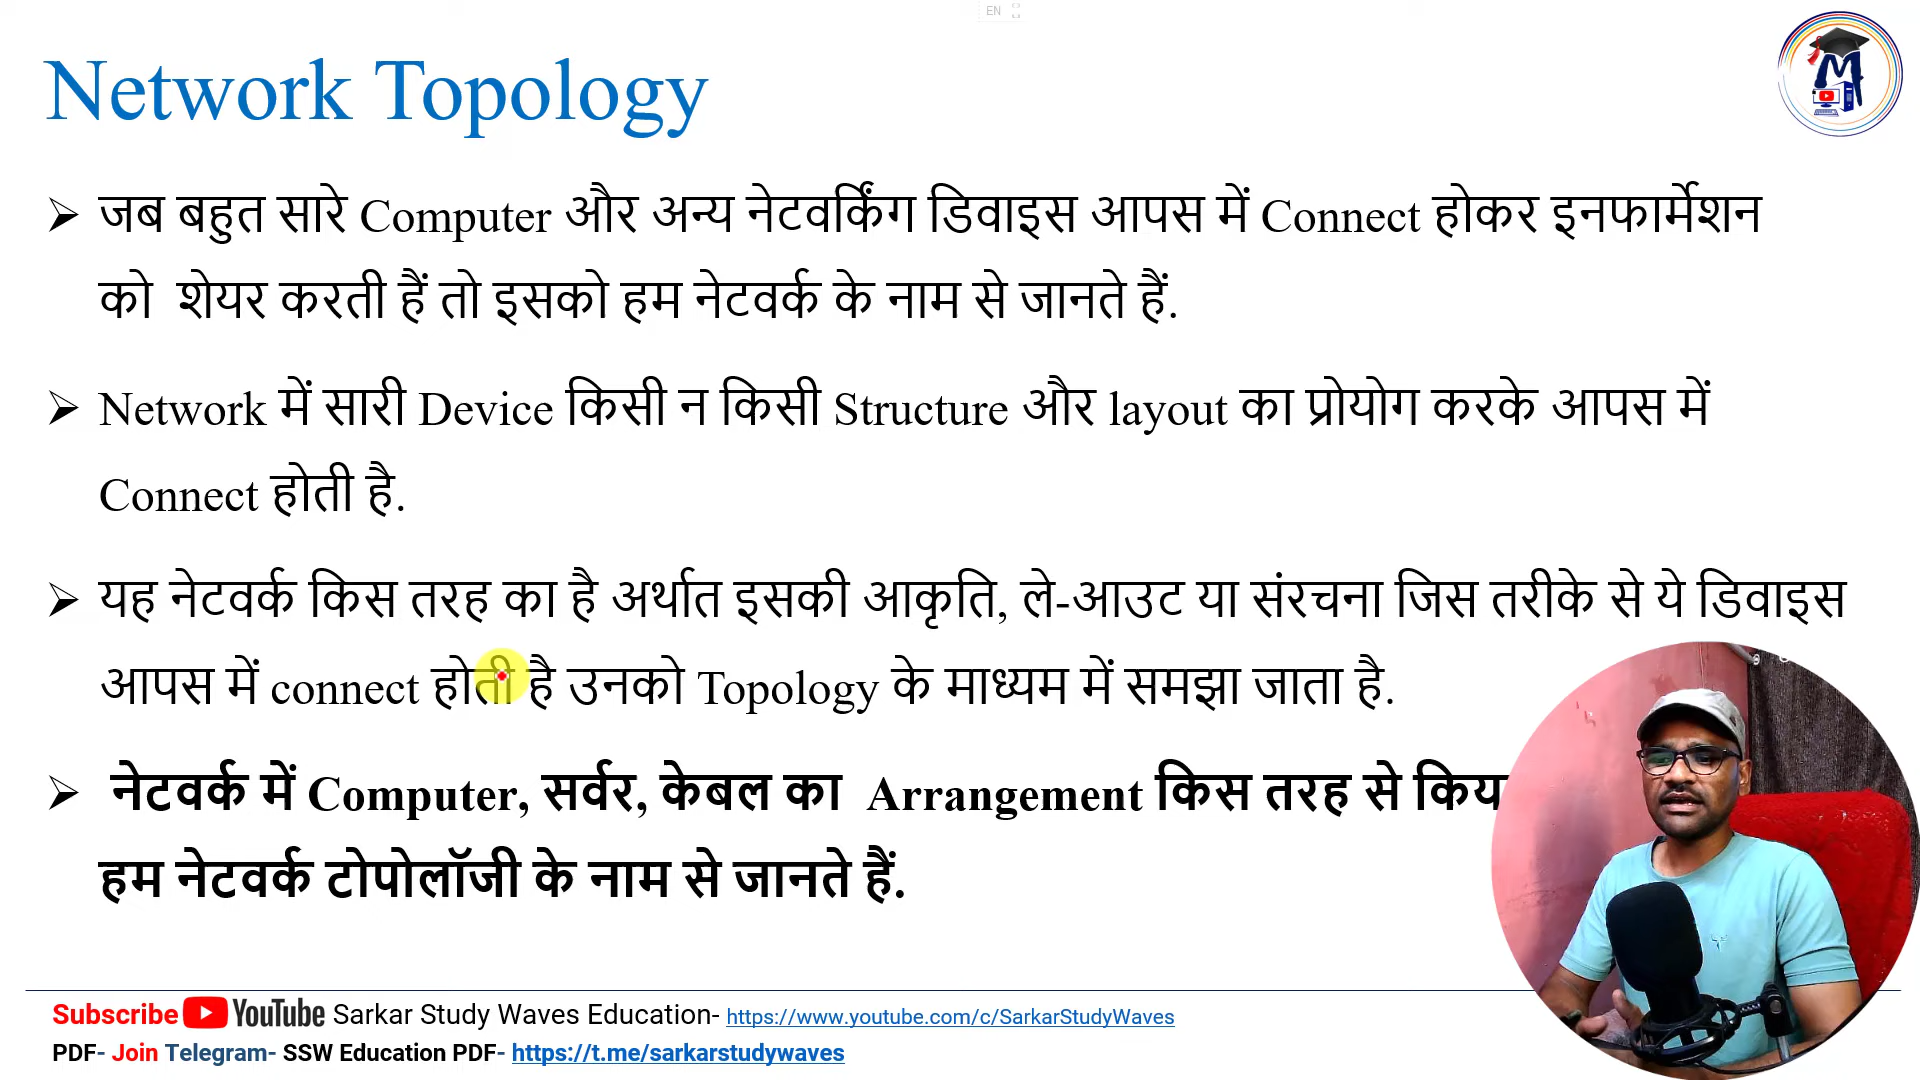 EN
Network Topology
➢ जब बहुत सारे Computer और अन्य नेटवर्किंग डिवाइस आपस में Connect होकर इनफार्मेशन
को शेयर करती हैं तो इसको हम नेटवर्क के नाम से जानते हैं.
➢ Network में सारी Device किसी न किसी Structure और layout का प्रोयोग करके आपस में
Connect होती है.
➢ यह नेटवर्क किस तरह का है अर्थात इसकी आकृति, ले-आउट या संरचना जिस तरीके से ये डिवाइस
आपस में connect होती है उनको Topology के माध्यम में समझा जाता है.
➢ नेटवर्क में Computer, सर्वर, केबल का Arrangement किस तरह से किय
हम नेटवर्क टोपोलॉजी के नाम से जानते हैं.
Subscribe YouTube Sarkar Study Waves Education- https://www.youtube.com/c/SarkarStudyWaves
PDF- Join Telegram- SSW Education PDF- https://t.me/sarkarstudywaves